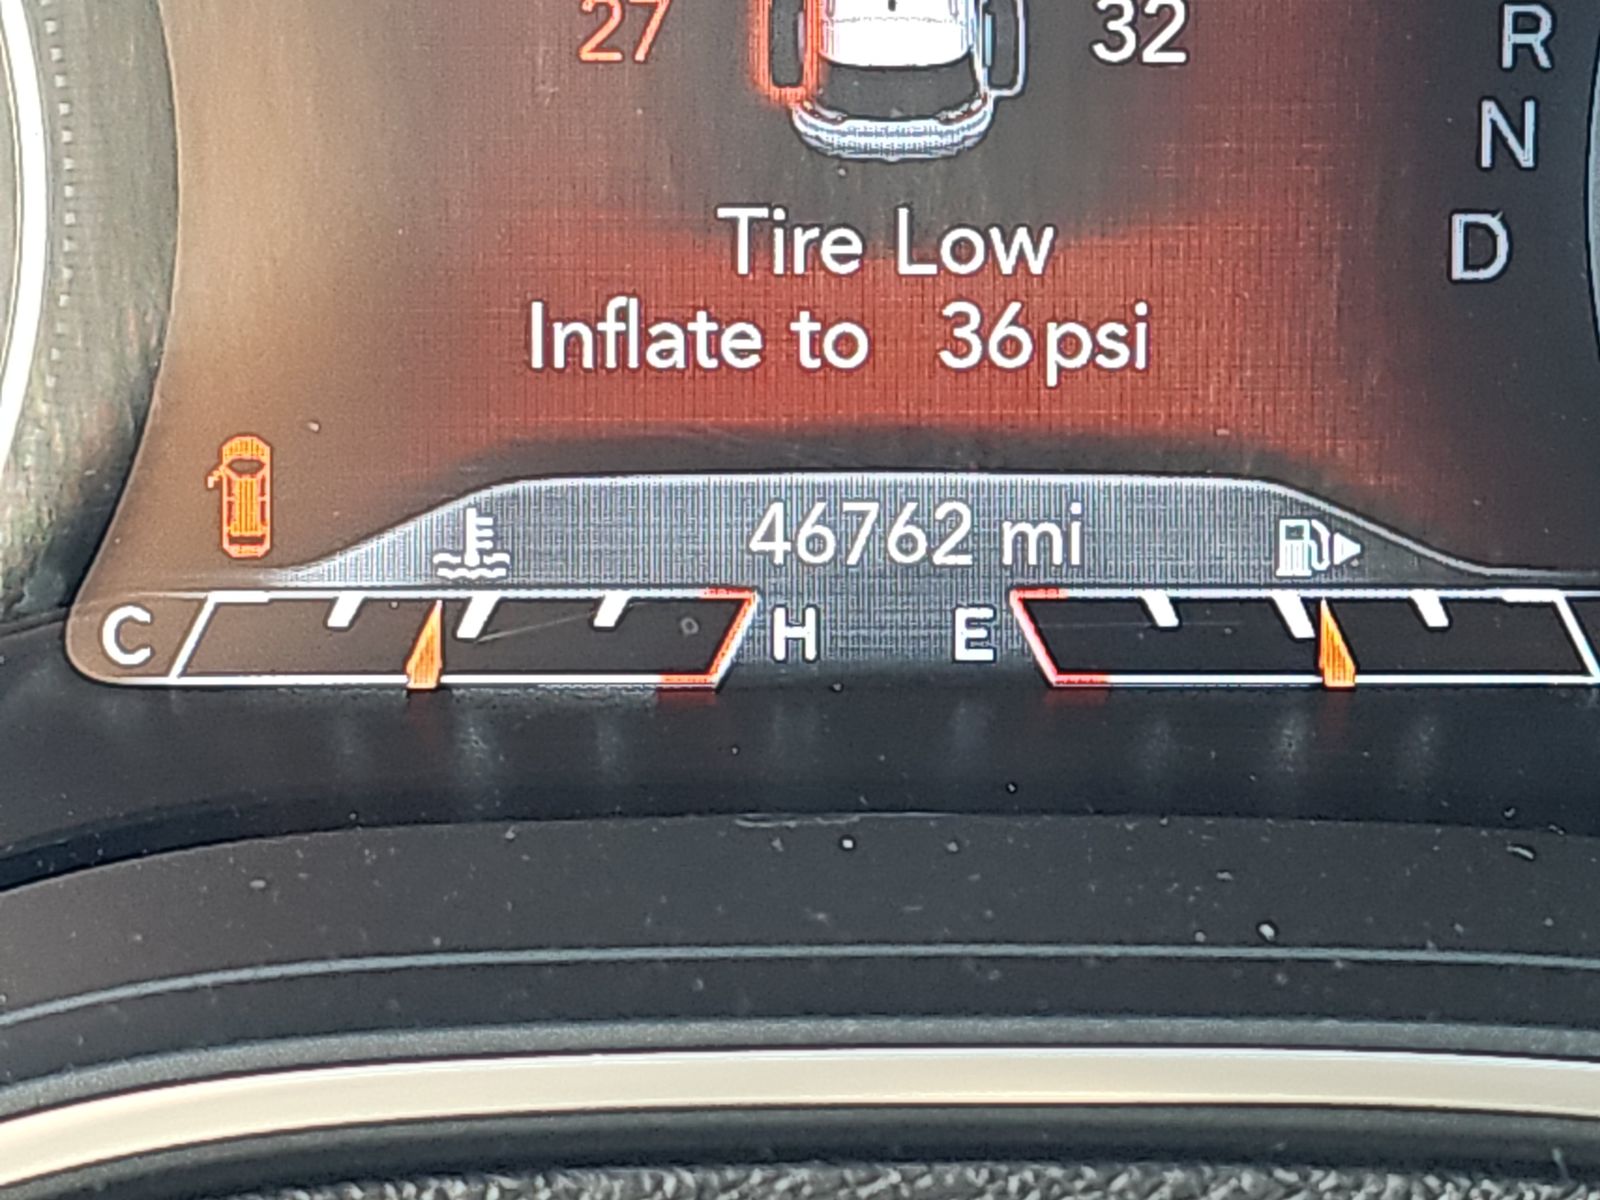 27 32
R
N
Tire Low
D
Inflate to 36psi
46762 mi
C H E